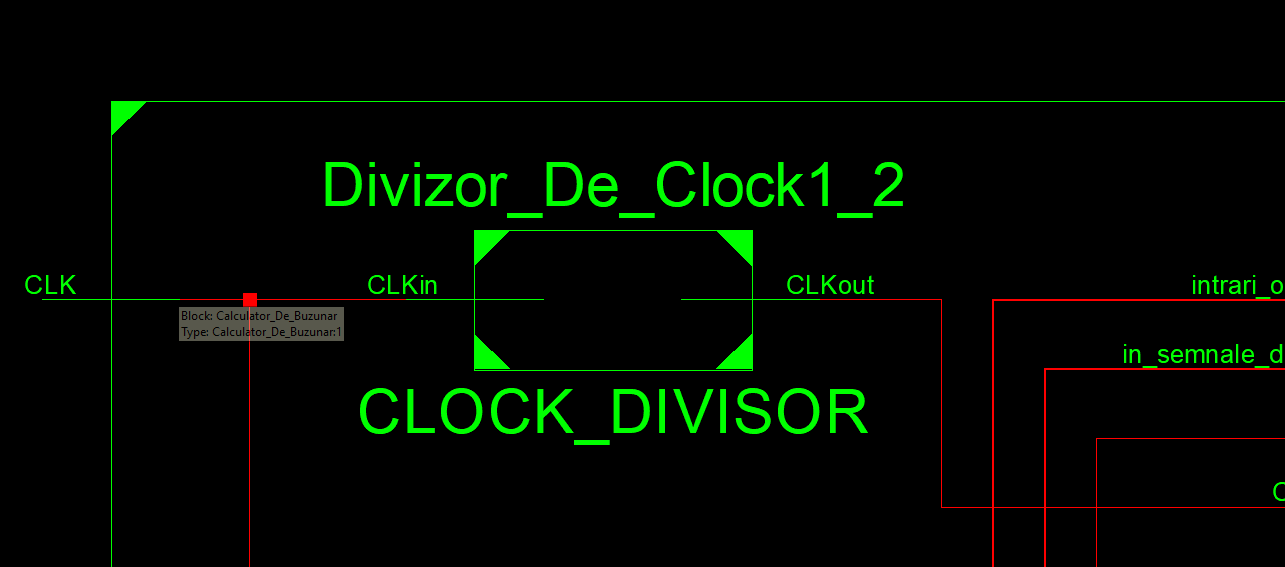 Divizor_De_Clock1_2
CLK
CLKin
CLKout
intrari_o
Block: Calculator_De_Buzunar
Type: Calculator_De_Buzunar:1
in_semnale_d
CLOCK_DIVISOR
C